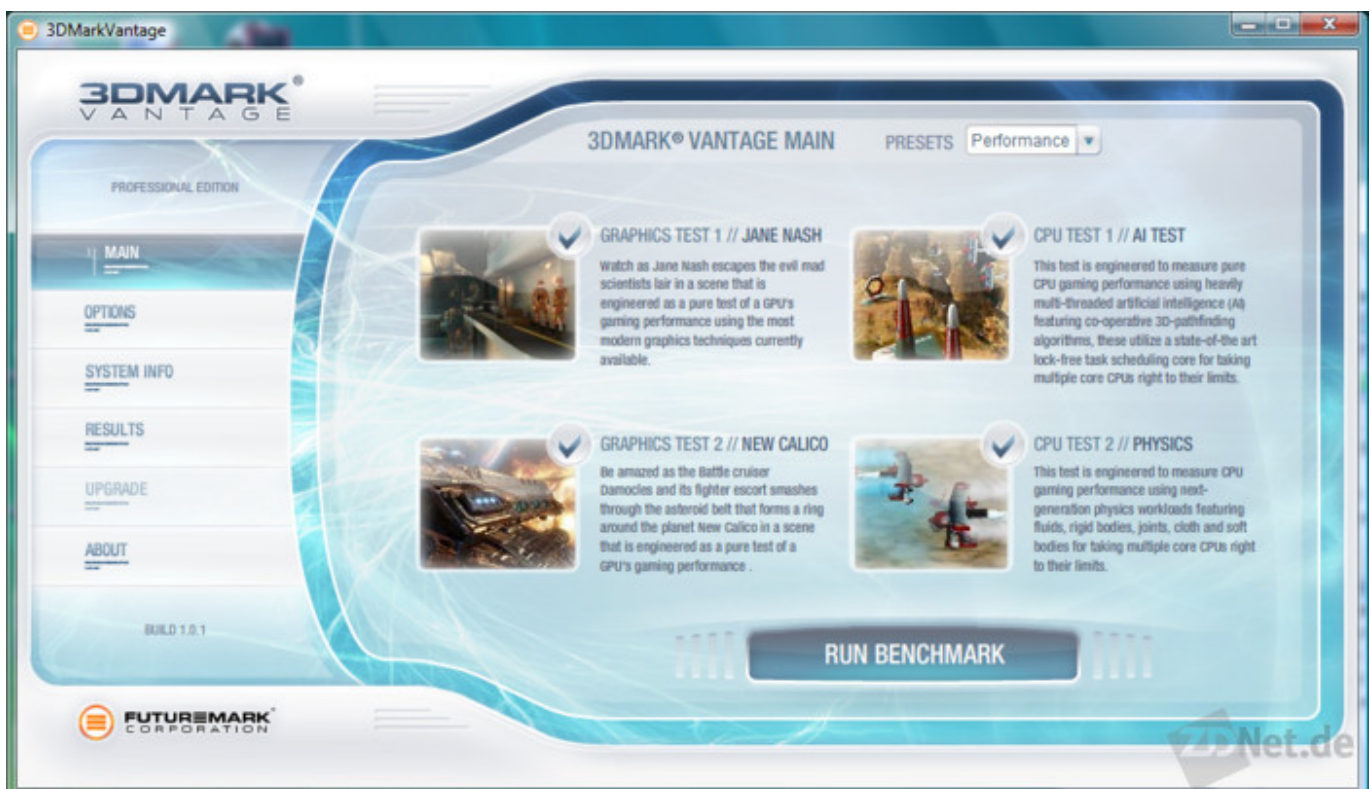 3DMarkVantage
3DMARK®
VANTAGE
3DMARK® VANTAGE MAIN
PRESETS Performance
PROFESSIONAL EDITION
MAIN
OPTIONS
SYSTEM INFO
RESULTS
UPGRADE
ABOUT
BUILD 1.0.1
GRAPHICS TEST 1 // JANE NASH
Watch as Jane Nash escapes the evil mad
scientists lair in a scene that is
engineered as a pure test of a GPU's
gaming performance using the most
modern graphics techniques currently
available.
CPU TEST 1 // AI TEST
This test is engineered to measure pure
CPU gaming performance using heavily
multi-threaded artificial intelligence (AI)
featuring co-operative 3D-pathfinding
algorithms, these utilize a state-of-the art
lock-free task scheduling core for taking
multiple core CPUs right to their limits.
GRAPHICS TEST 2 // NEW CALICO
Be amazed as the Battle cruiser
Damocles and its fighter escort smashes
through the asteroid belt that forms a ring
around the planet New Calico in a scene
that is engineered as a pure test of a
GPU's gaming performance .
CPU TEST 2 // PHYSICS
This test is engineered to measure CPU
gaming performance using next-
generation physics workloads featuring
fluids, rigid bodies, joints, cloth and soft
bodies for taking multiple core CPUs right
to their limits.
RUN BENCHMARK
FUTUREMARK
CORPORATION
ZDNet.de